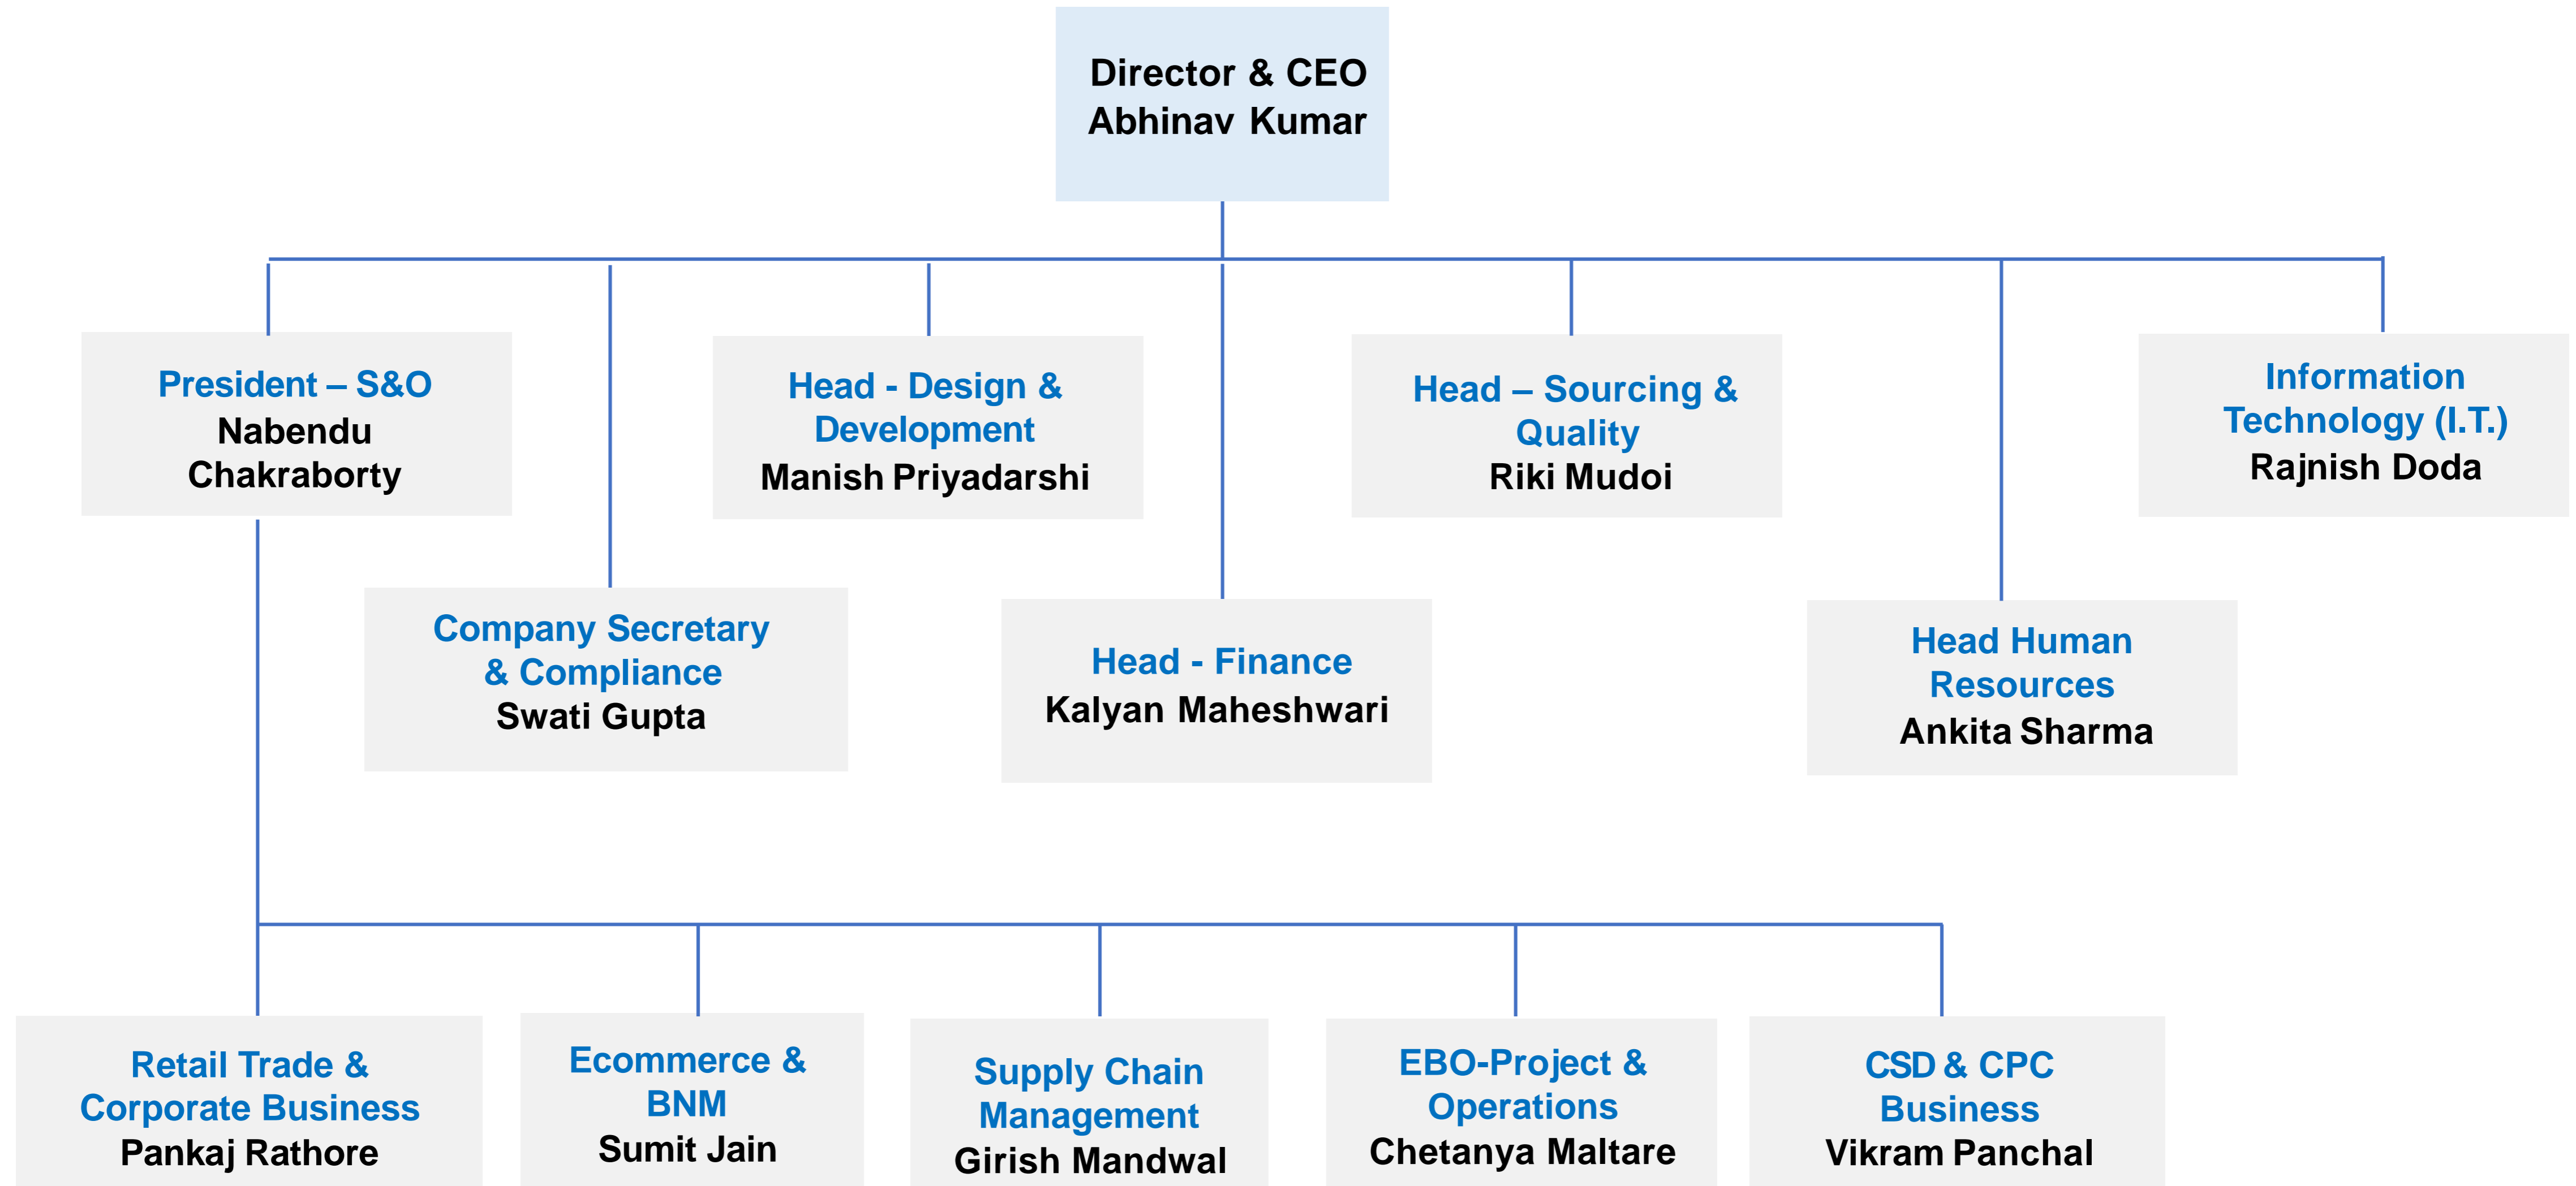 Director & CEO
Abhinav Kumar
President – S&O
Nabendu
Chakraborty
Head - Design &
Development
Manish Priyadarshi
Head – Sourcing &
Quality
Riki Mudoi
Information
Technology (I.T.)
Rajnish Doda
Company Secretary
& Compliance
Swati Gupta
Head - Finance
Kalyan Maheshwari
Head Human
Resources
Ankita Sharma
Retail Trade &
Corporate Business
Pankaj Rathore
Ecommerce &
BNM
Sumit Jain
Supply Chain
Management
Girish Mandwal
EBO-Project &
Operations
Chetanya Maltare
CSD & CPC
Business
Vikram Panchal